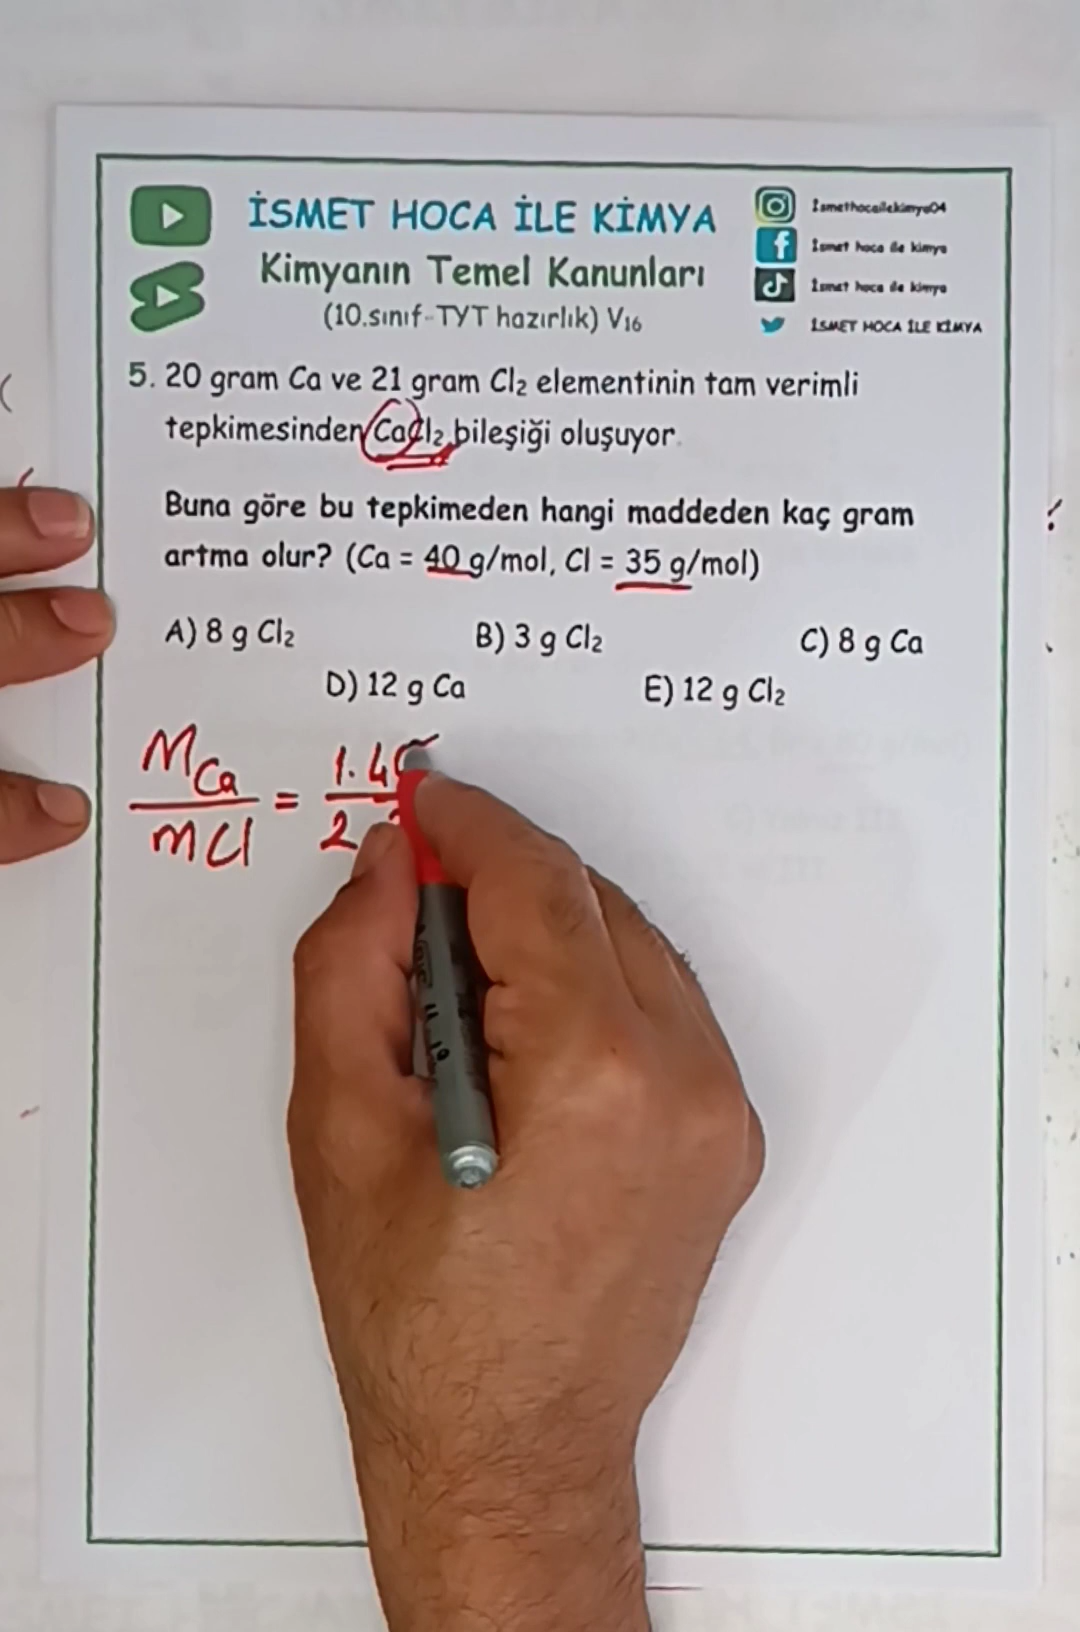 İSMET HOCA İLE KİMYA
Kimyanın Temel Kanunları
(10.sınıf-TYT hazırlık) V16
İsmethocailekimya04
İsmet hoca ile kimya
İsmet hoca ile kimya
İSMET HOCA İLE KİMYA
5. 20 gram Ca ve 21 gram Cl₂ elementinin tam verimli
tepkimesinden CaCl₂ bileşiği oluşuyor.
Buna göre bu tepkimeden hangi maddeden kaç gram
artma olur? (Ca = 40 g/mol, Cl = 35 g/mol)
A) 8 g Cl₂ B) 3 g Cl₂ C) 8 g Ca
D) 12 g Ca E) 12 g Cl₂
MCa = 1.40
mCl 2